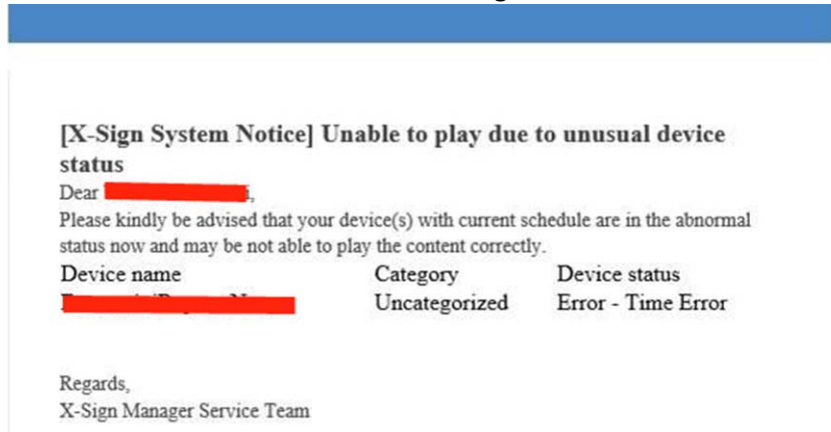 [X-Sign System Notice] Unable to play due to unusual device
status
Dear
Please kindly be advised that your device(s) with current schedule are in the abnormal
status now and may be not able to play the content correctly.
Device name Category Device status
Uncategorized Error - Time Error
Regards,
X-Sign Manager Service Team